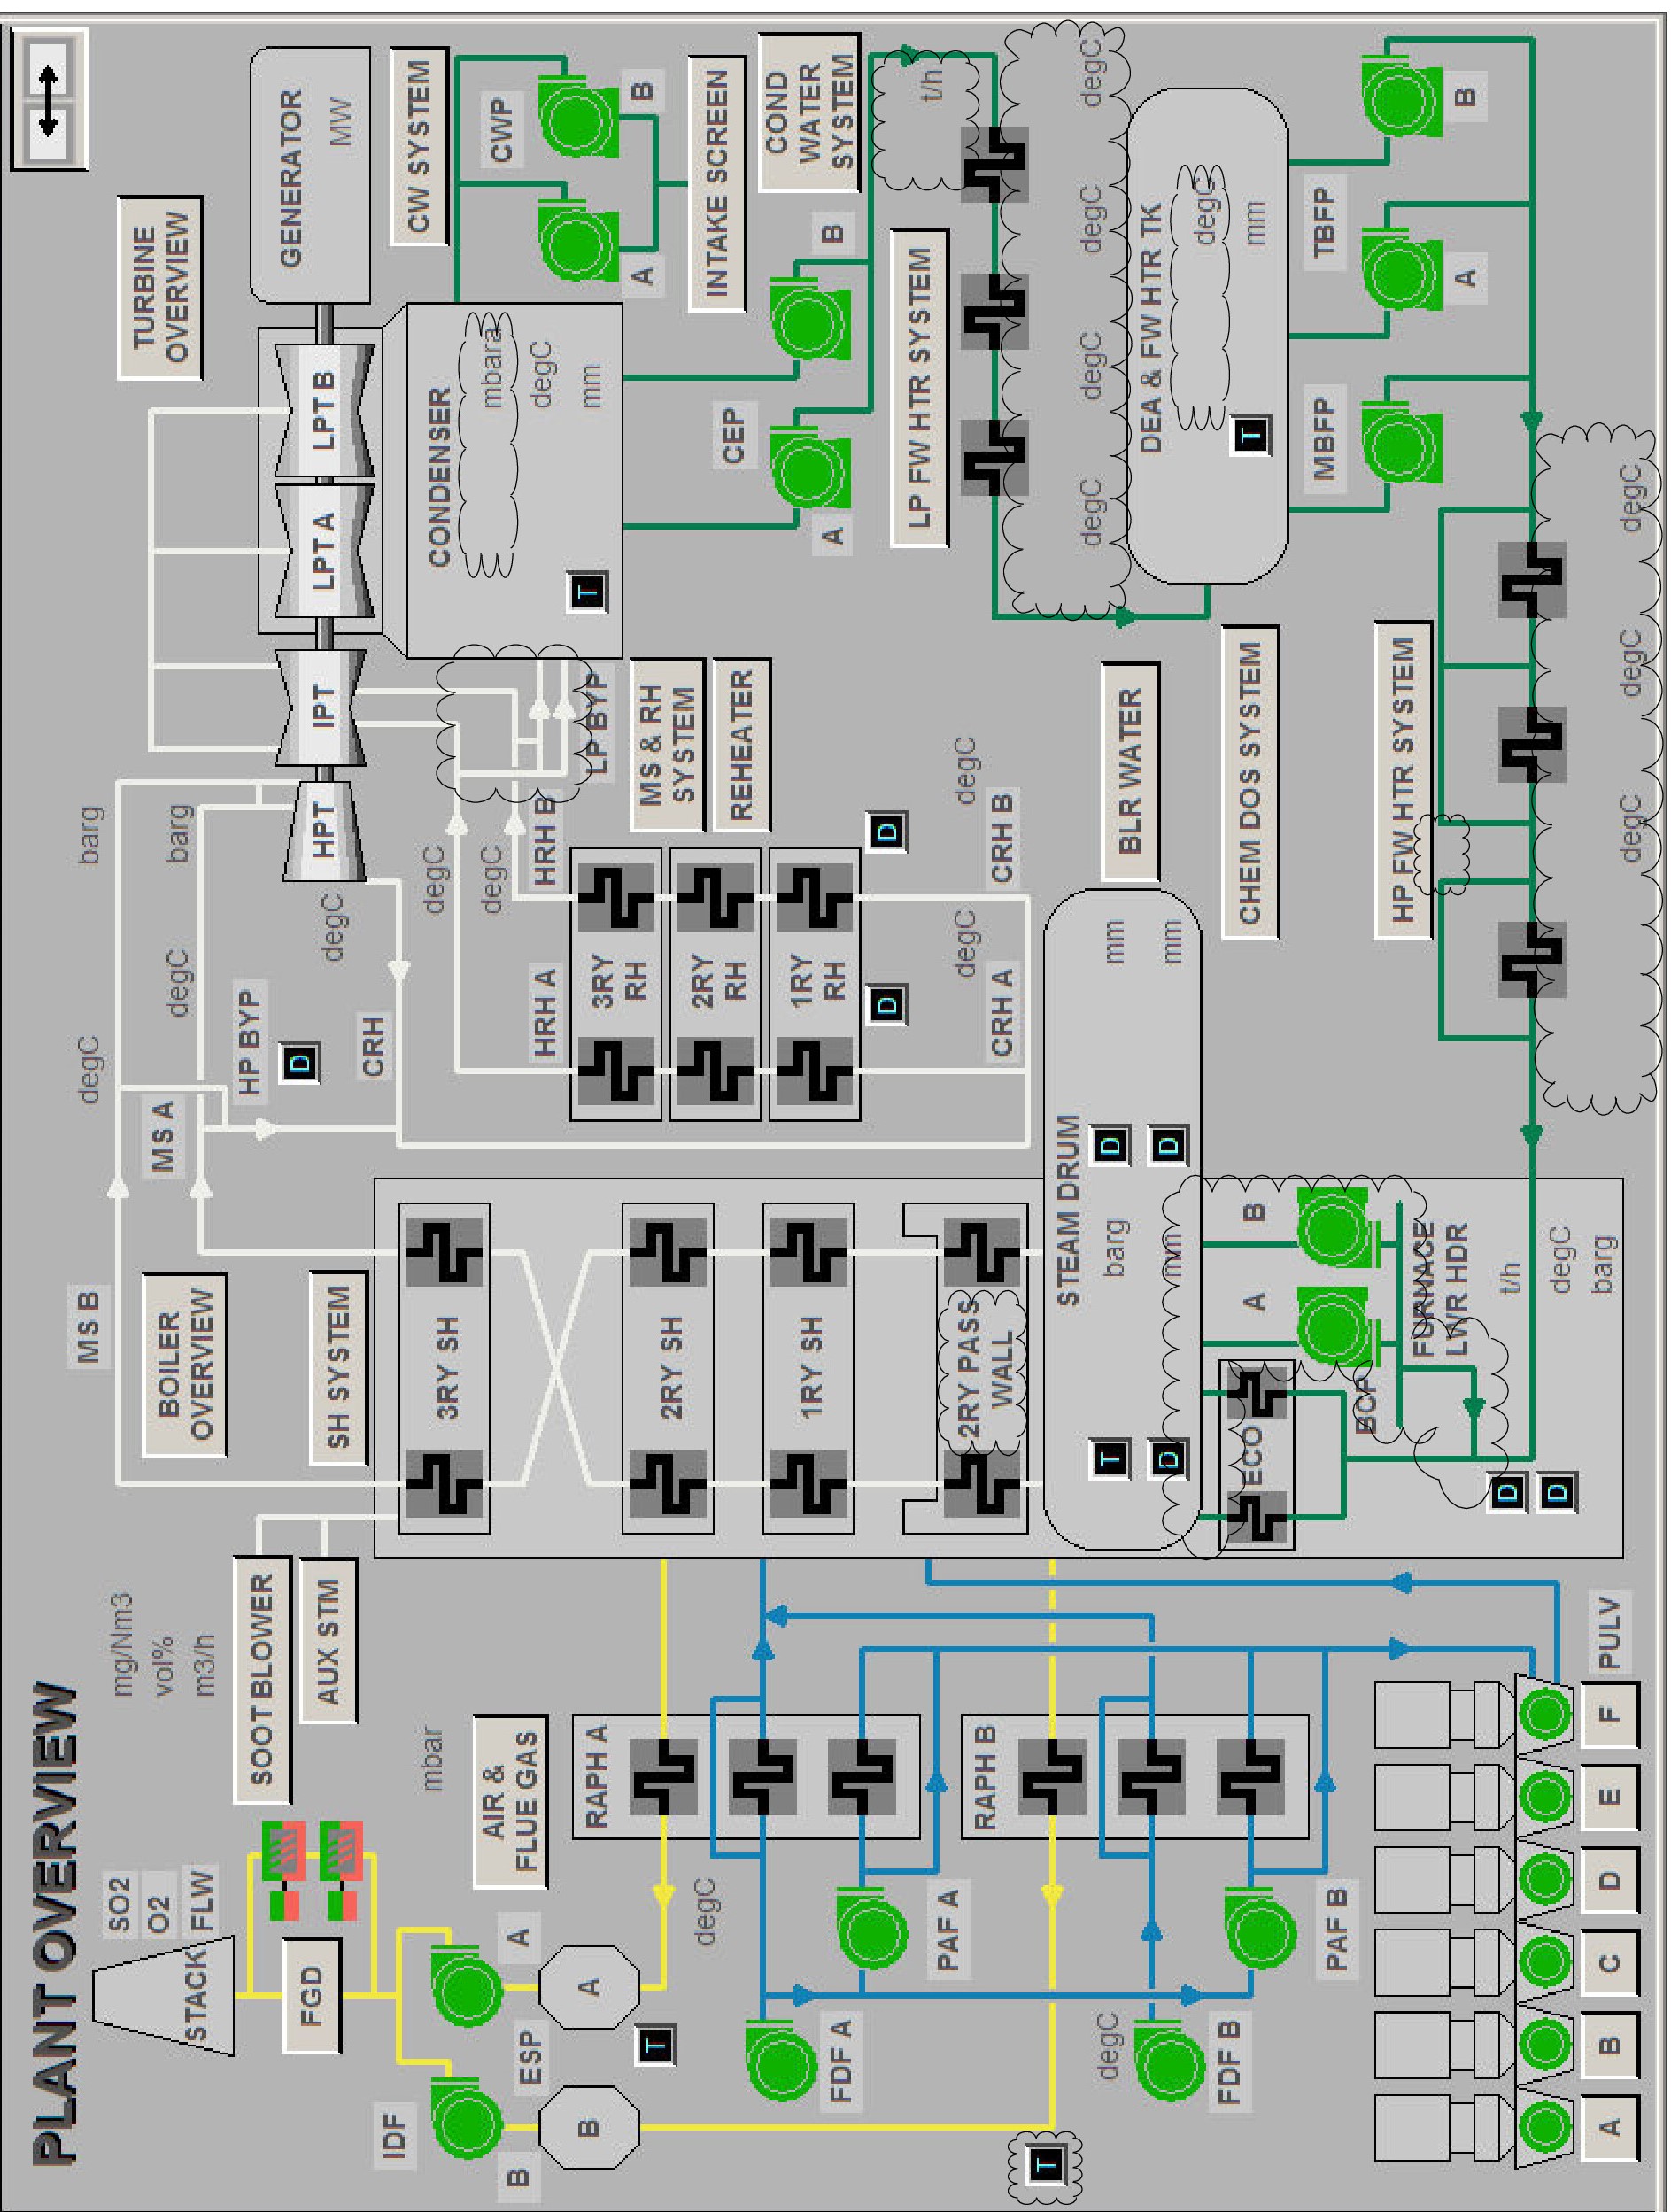 PLANT OVERVIEW
MS B
degC
barg
SO2
mg/Nm3
O2
vol%
STACK
FLW
m3/h
BOILER
OVERVIEW
MS A
degC
barg
TURBINE
OVERVIEW
SOOT BLOWER
HP BYP
D
FGD
AUX STM
SH SYSTEM
degC
HPT
IPT
LPT A
LPT B
GENERATOR
MW
IDF
mbar
CRH
3RY SH
degC
degC
CONDENSER
mbara
degC
mm
T
CW SYSTEM
CWP
B
ESP
A
AIR &
FLUE GAS
HRH A
HRH B
LP BYP
B
A
RAPH A
T
degC
3RY
RH
2RY
RH
1RY
RH
MS & RH
SYSTEM
REHEATER
A
B
INTAKE SCREEN
2RY SH
CEP
COND
WATER
SYSTEM
FDF A
1RY SH
A
B
D
D
PAF A
LP FW HTR SYSTEM
t/h
RAPH B
2RY PASS
WALL
degC
degC
CRH A
CRH B
T
STEAM DRUM
T
barg
D
mm
D
mm
D
mm
BLR WATER
degC
degC
degC
degC
degC
FDF B
DEA & FW HTR TK
degC
T
mm
ECO
A
B
CHEM DOS SYSTEM
PAF B
BCP
MBFP
TBFP
HP FW HTR SYSTEM
FURNACE
LWR HDR
A
B
D
t/h
D
degC
barg
A
B
C
D
E
F
PULV
degC
degC
degC